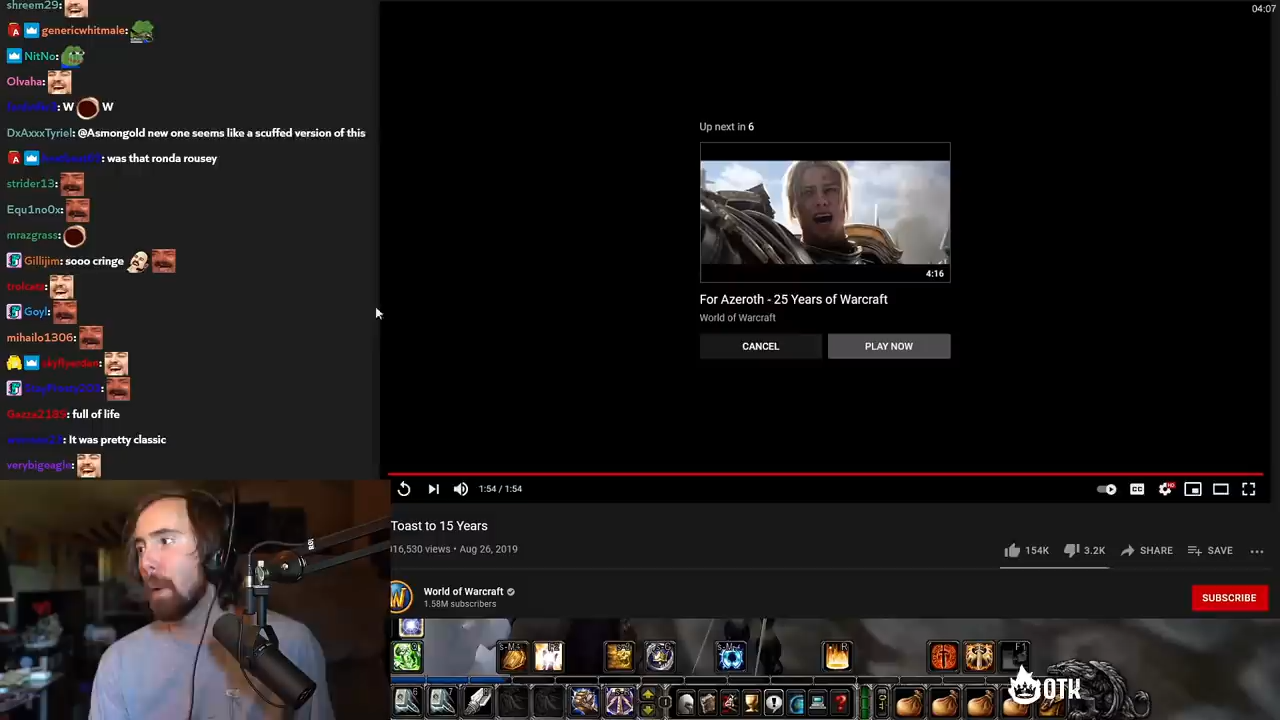 shreem29:
genericwhitmale:
NitNo:
Olvaha:
W W
DxAxxxTyriel: @Asmongold new one seems like a scuffed version of this
was that ronda rousey
strider13:
Equ1no0x:
mrazgrass:
Gillijim: sooo cringe
trolcats:
Goyl:
mihailo1306:
Gazza2189: full of life
It was pretty classic
verybigeagle:
04:07
Up next in 6
4:16
For Azeroth - 25 Years of Warcraft
World of Warcraft
CANCEL
PLAY NOW
1:54 / 1:54
CC
HD
Toast to 15 Years
16,530 views • Aug 26, 2019
154K
3.2K
SHARE
SAVE
World of Warcraft
1.58M subscribers
SUBSCRIBE
F1
OTK